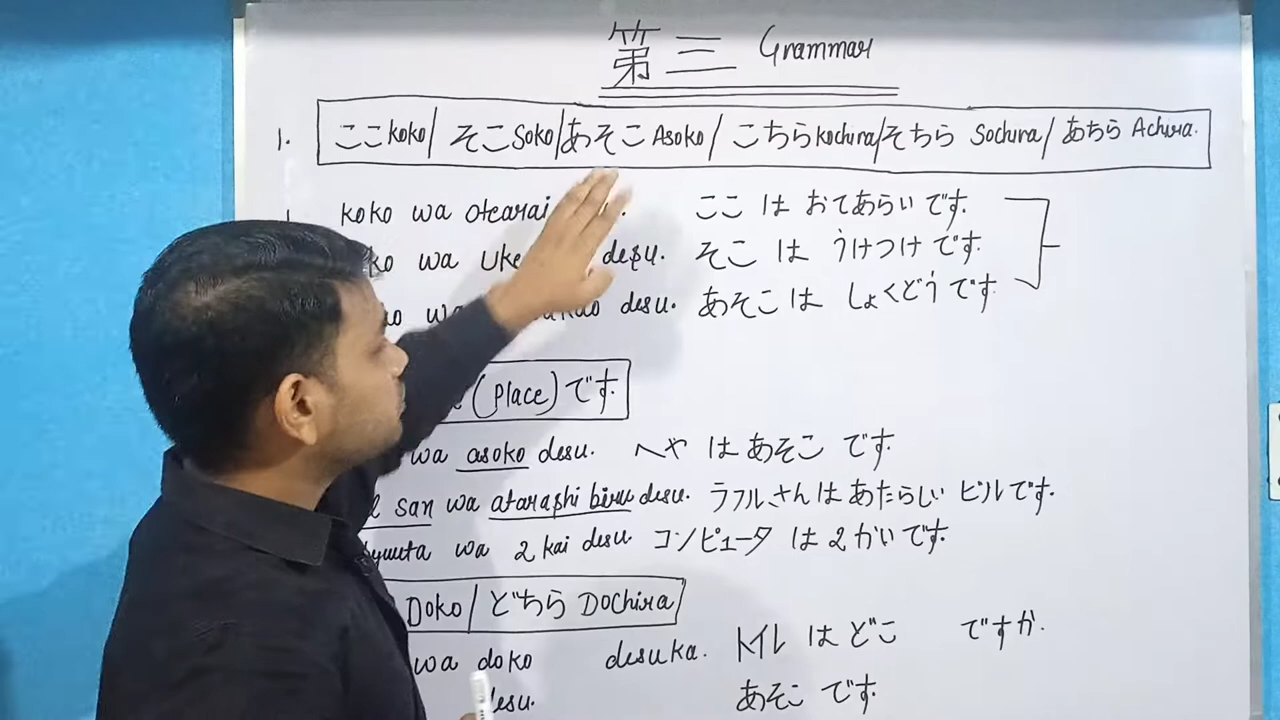 第三 Grammar
1. ここ koko/ そこ Soko/ あそこ Asoko/ こちら kochira/ そちら Sochira/ あちら Achira.
koko wa otearai ここ は おてあらい です。
wa desu. そこ は うけつけ です。
desu. あそこ は しょくどう です
(Place) です
wa asoko desu. へや は あそこ です
san wa atarashi biru desu. ラフルさん は あたらしい ビル です.
wa 2 kai desu コンピュータ は 2 かい です.
Doko/ どちら Dochira
wa doko desuka. トイレ は どこ ですか.
desu. あそこ です